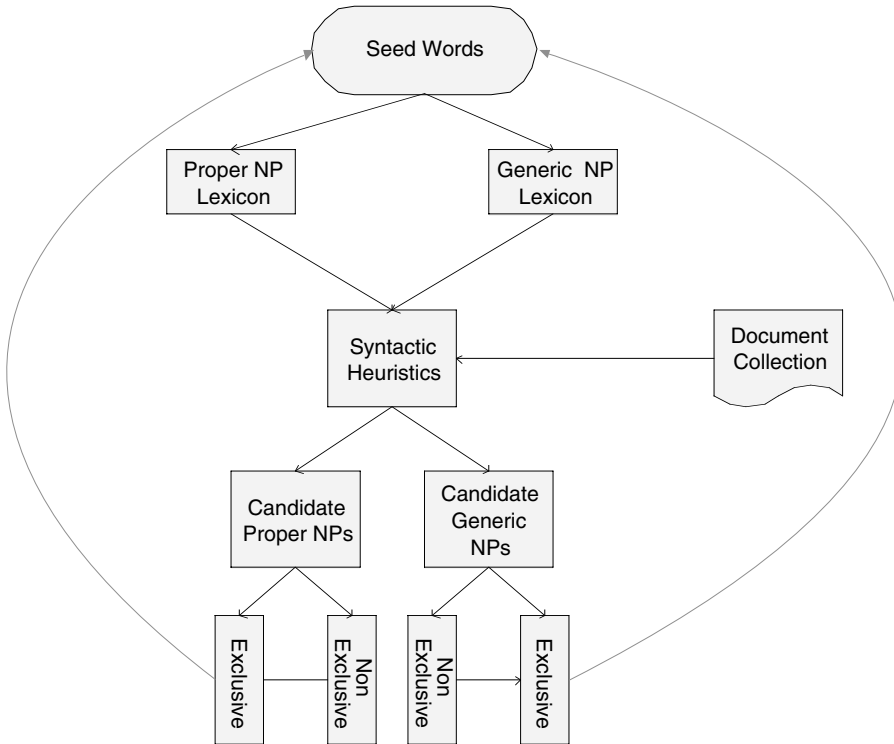 Seed Words
Proper NP
Lexicon
Generic NP
Lexicon
Syntactic
Heuristics
Document
Collection
Candidate
Proper NPs
Candidate
Generic
NPs
Exclusive
Non
Exclusive
Non
Exclusive
Exclusive